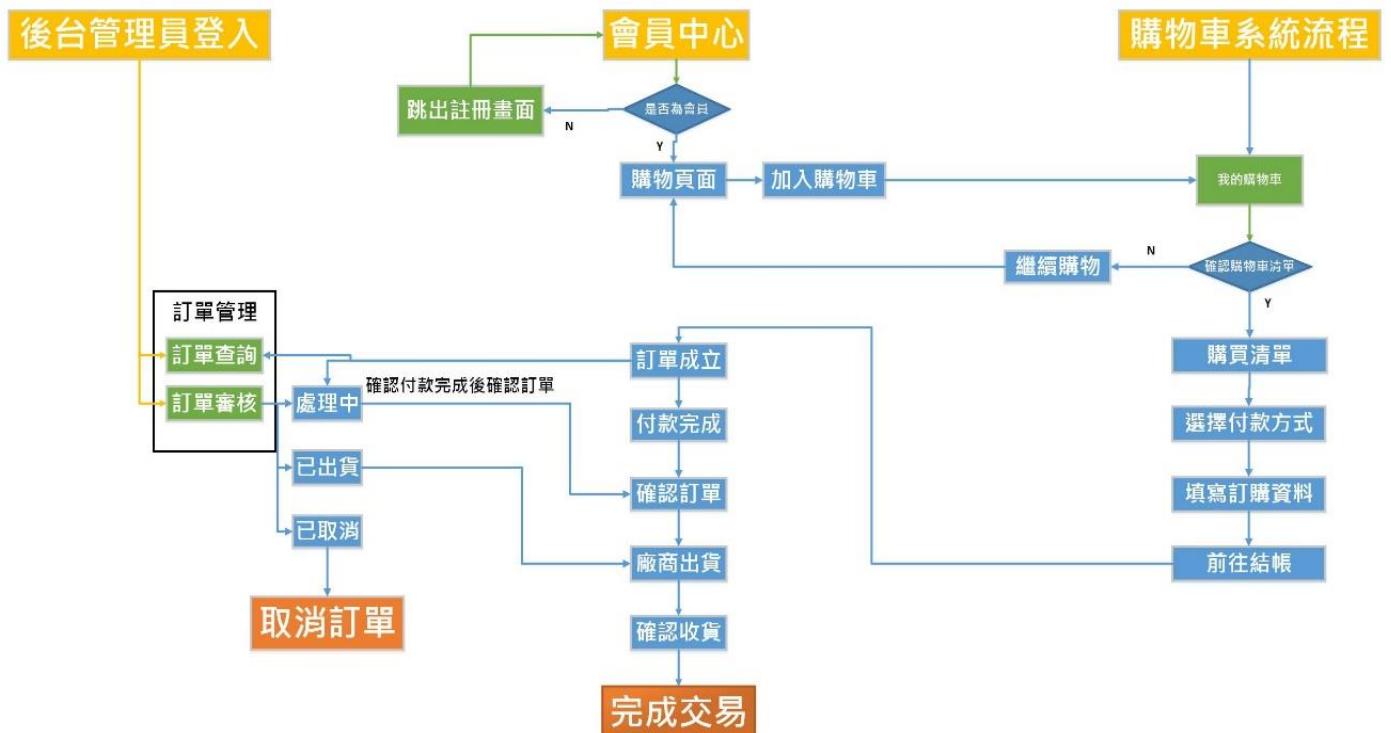 後台管理員登入
會員中心
購物車系統流程
跳出註冊畫面
是否為會員
N
Y
購物頁面
加入購物車
我的購物車
繼續購物
N
確認購物車清單
Y
訂單管理
訂單查詢
訂單成立
購買清單
確認付款完成後確認訂單
訂單審核
處理中
付款完成
選擇付款方式
已出貨
確認訂單
填寫訂購資料
已取消
廠商出貨
前往結帳
取消訂單
確認收貨
完成交易